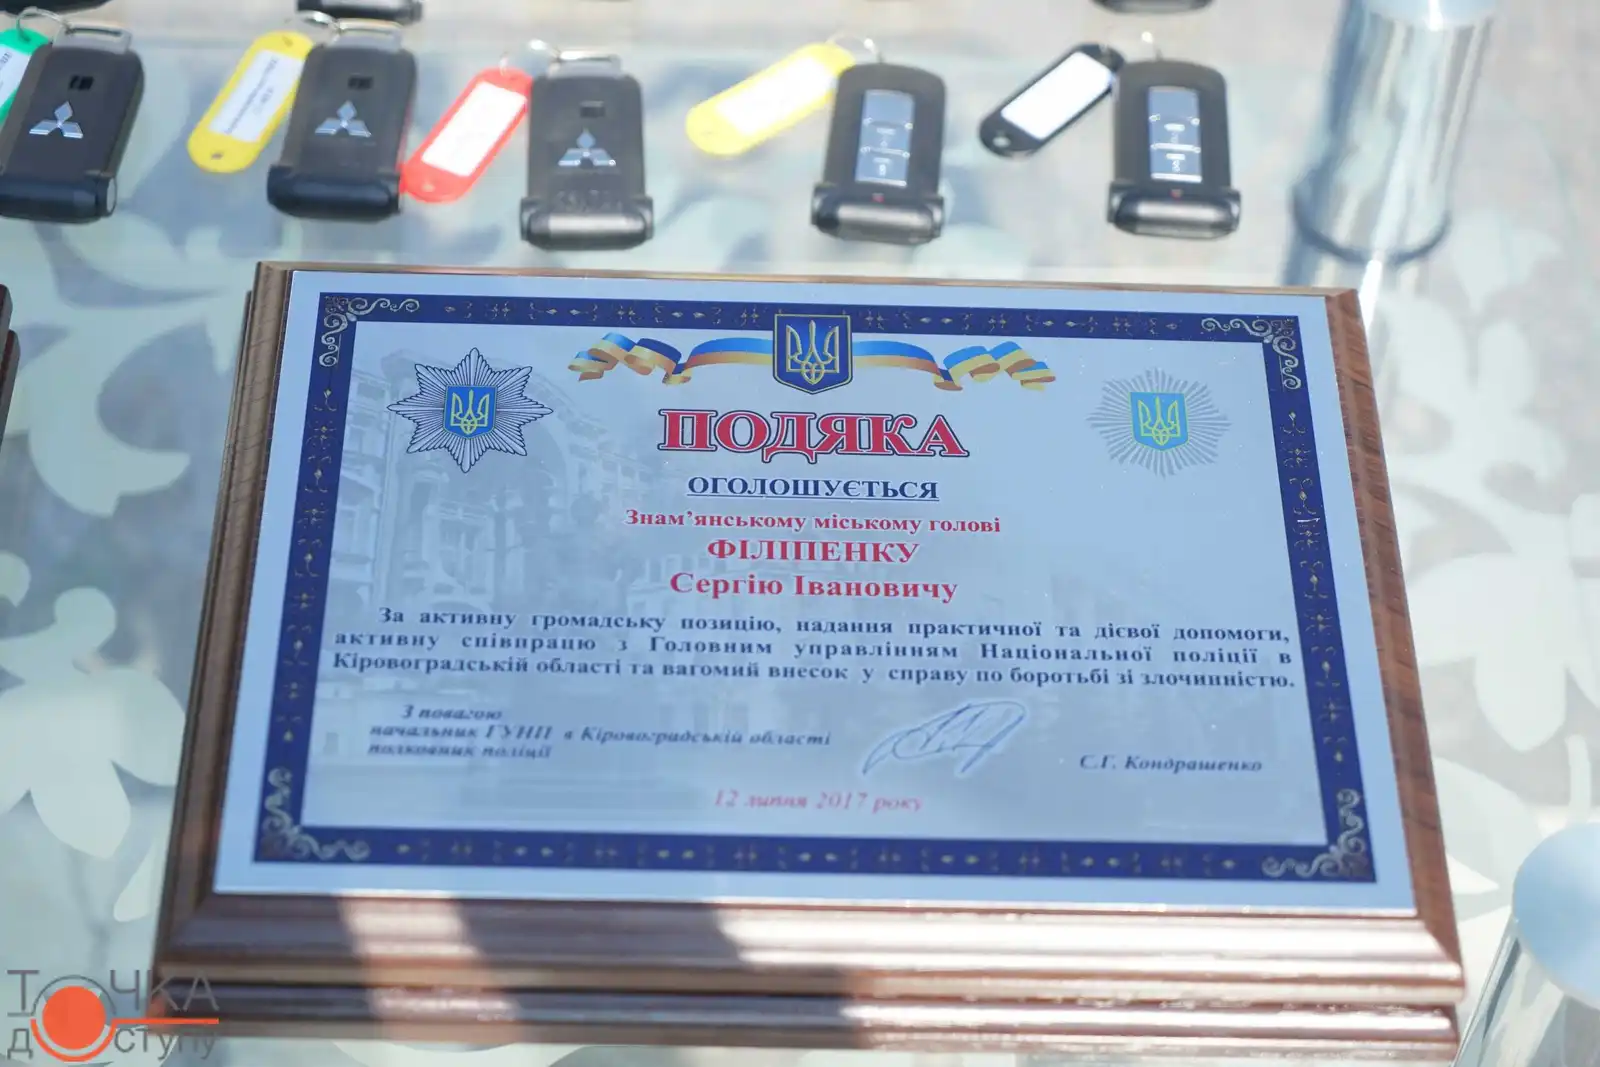 ПОДЯКА
ОГОЛОШУЄТЬСЯ
Знам’янському міському голові
ФІЛІПЕНКУ
Сергію Івановичу
За активну громадську позицію, надання практичної та дієвої допомоги,
активну співпрацю з Головним управлінням Національної поліції в
Кіровоградській області та вагомий внесок у справу по боротьбі зі злочинністю.
З повагою
начальник ГУНП в Кіровоградській області
полковник поліції
С.Г. Кондрашенко
12 липня 2017 року
ТОЧКА
доступу